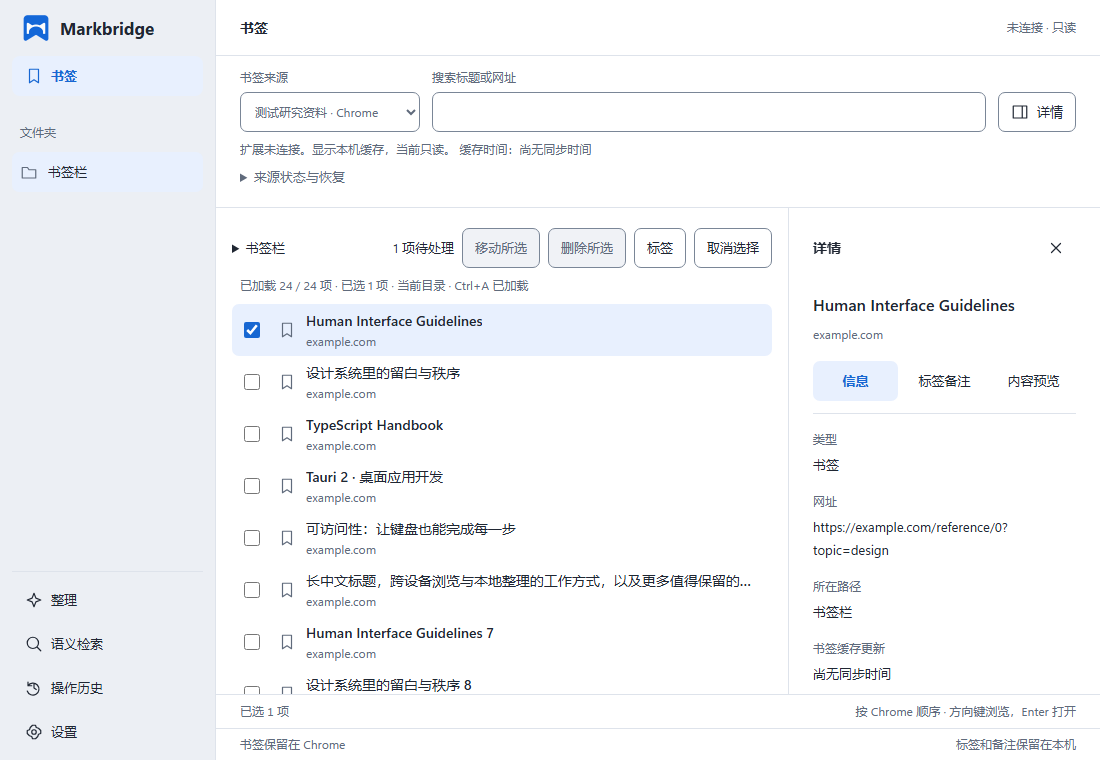 Markbridge
书签
文件夹
书签栏
整理
语义检索
操作历史
设置
书签
未连接 · 只读
书签来源
搜索标题或网址
测试研究资料 · Chrome
详情
扩展未连接。显示本机缓存，当前只读。 缓存时间：尚无同步时间
来源状态与恢复
书签栏
1 项待处理
移动所选
删除所选
标签
取消选择
已加载 24 / 24 项 · 已选 1 项 · 当前目录 · Ctrl+A 已加载
Human Interface Guidelines
example.com
设计系统里的留白与秩序
example.com
TypeScript Handbook
example.com
Tauri 2 · 桌面应用开发
example.com
可访问性：让键盘也能完成每一步
example.com
长中文标题，跨设备浏览与本地整理的工作方式，以及更多值得保留的...
example.com
Human Interface Guidelines 7
example.com
设计系统里的留白与秩序 8
详情
Human Interface Guidelines
example.com
信息
标签备注
内容预览
类型
书签
网址
https://example.com/reference/0?
topic=design
所在路径
书签栏
书签缓存更新
尚无同步时间
已选 1 项
按 Chrome 顺序 · 方向键浏览，Enter 打开
书签保留在 Chrome
标签和备注保留在本机